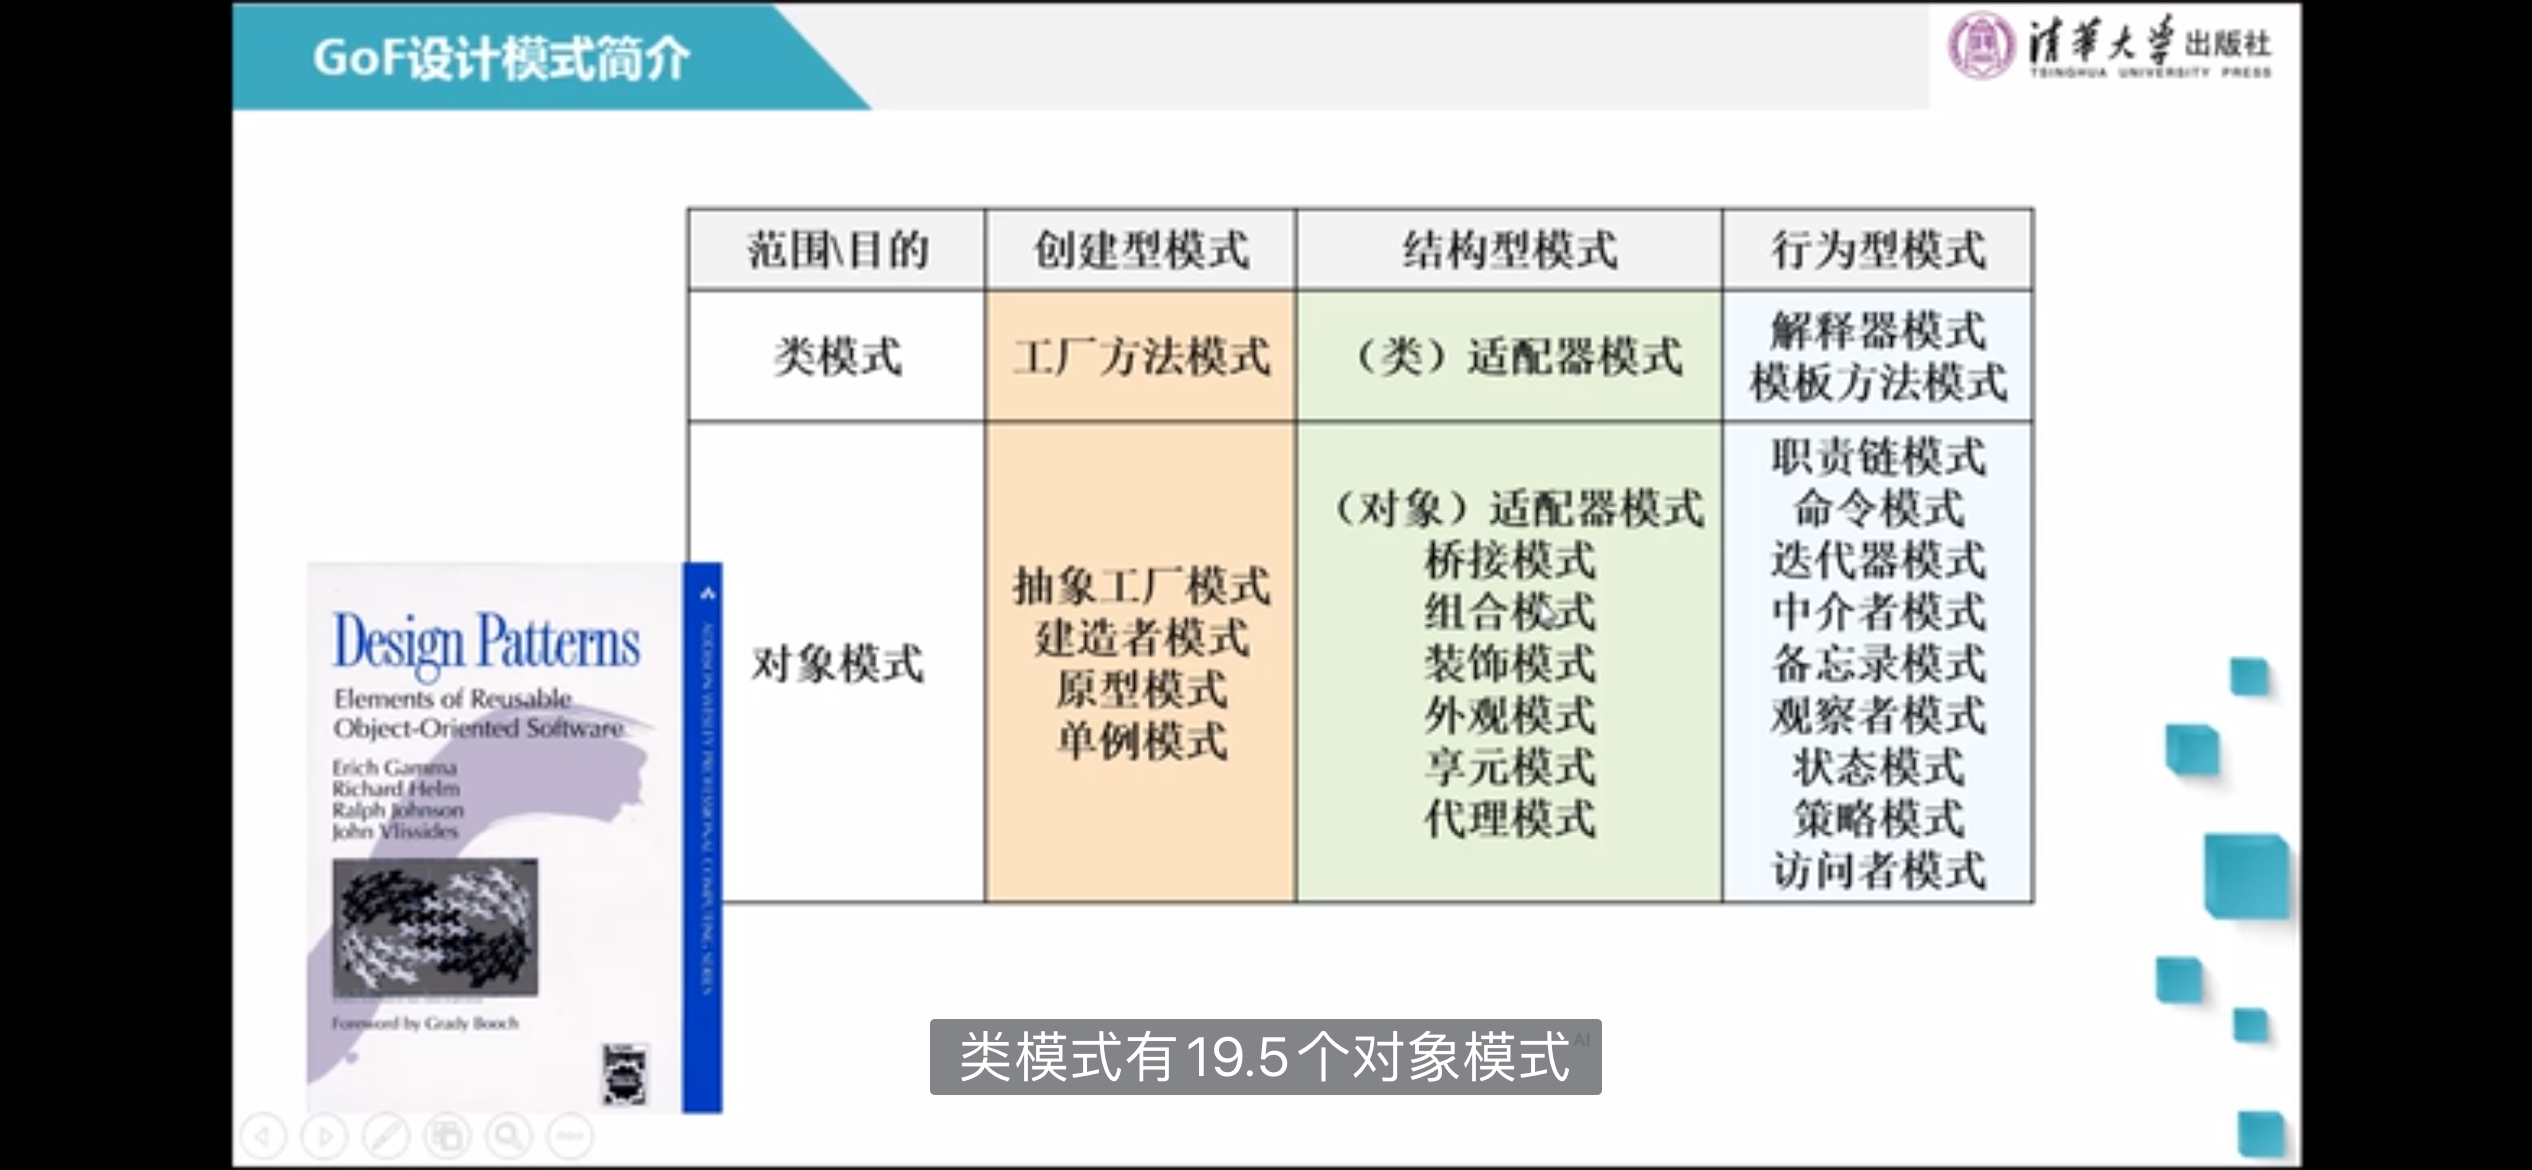 GoF设计模式简介
清华大学出版社
TSINGHUA UNIVERSITY PRESS
范围\目的
创建型模式
结构型模式
行为型模式
类模式
工厂方法模式
（类）适配器模式
解释器模式
模板方法模式
对象模式
抽象工厂模式
建造者模式
原型模式
单例模式
（对象）适配器模式
桥接模式
组合模式
装饰模式
外观模式
享元模式
代理模式
职责链模式
命令模式
迭代器模式
中介者模式
备忘录模式
观察者模式
状态模式
策略模式
访问者模式
Design Patterns
Elements of Reusable
Object-Oriented Software
Erich Gamma
Richard Helm
Ralph Johnson
John Vlissides
Foreword by Grady Booch
ADDISON-WESLEY PROFESSIONAL COMPUTING SERIES
类模式有19.5个对象模式
AI